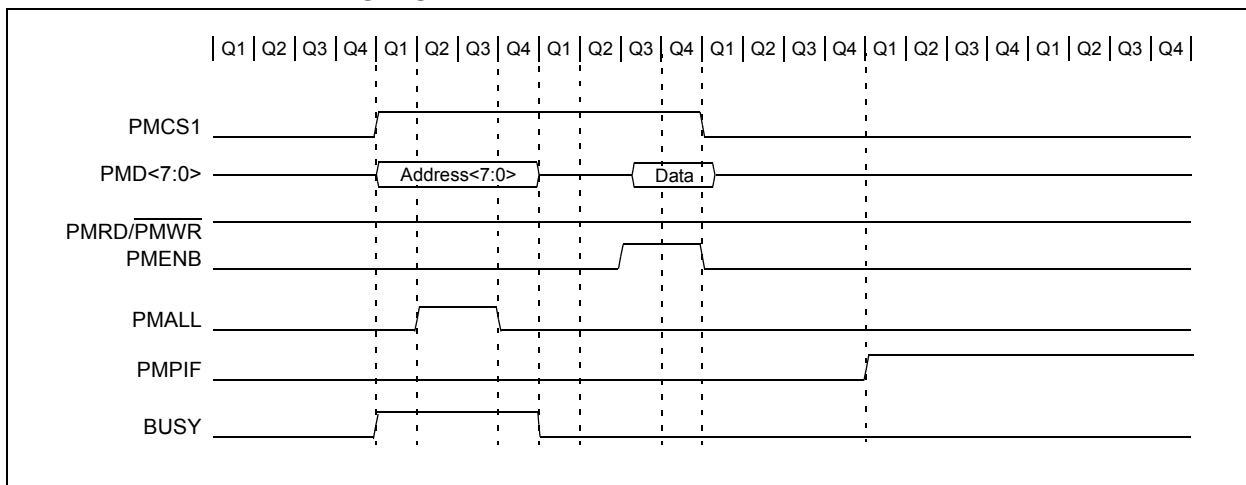 Q1 Q2 Q3 Q4 Q1 Q2 Q3 Q4 Q1 Q2 Q3 Q4 Q1 Q2 Q3 Q4 Q1 Q2 Q3 Q4 Q1 Q2 Q3 Q4
PMCS1
PMD<7:0> Address<7:0> Data
PMRD/PMWR
PMENB
PMALL
PMPIF
BUSY